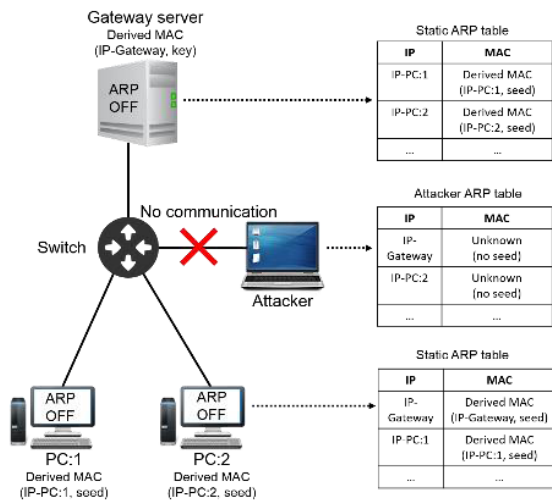 Gateway server
Derived MAC
(IP-Gateway, key)
ARP
OFF
Static ARP table
IP MAC
IP-PC:1 Derived MAC
(IP-PC:1, seed)
IP-PC:2 Derived MAC
(IP-PC:2, seed)
... ...
No communication
Switch
Attacker
Attacker ARP table
IP MAC
IP-
Gateway Unknown
(no seed)
IP-PC:2 Unknown
(no seed)
... ...
ARP
OFF
PC:1
Derived MAC
(IP-PC:1, seed)
ARP
OFF
PC:2
Derived MAC
(IP-PC:2, seed)
Static ARP table
IP MAC
IP-
Gateway Derived MAC
(IP-Gateway, seed)
IP-PC:1 Derived MAC
(IP-PC:1, seed)
... ...